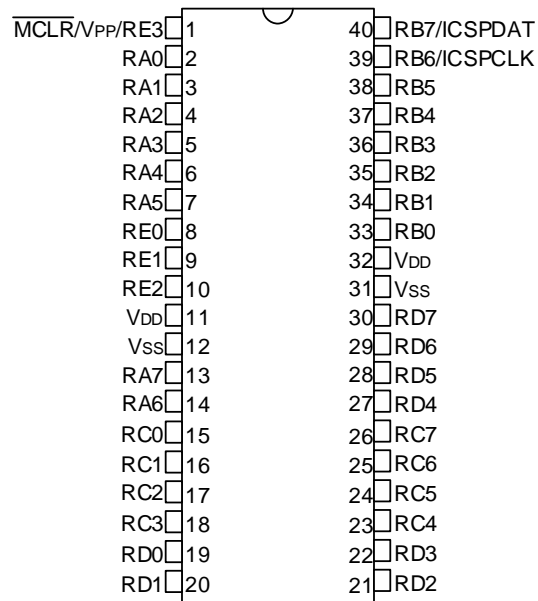 MCLR/VPP/RE3 1 40 RB7/ICSPDAT
RA0 2 39 RB6/ICSPCLK
RA1 3 38 RB5
RA2 4 37 RB4
RA3 5 36 RB3
RA4 6 35 RB2
RA5 7 34 RB1
RE0 8 33 RB0
RE1 9 32 VDD
RE2 10 31 VSS
VDD 11 30 RD7
VSS 12 29 RD6
RA7 13 28 RD5
RA6 14 27 RD4
RC0 15 26 RC7
RC1 16 25 RC6
RC2 17 24 RC5
RC3 18 23 RC4
RD0 19 22 RD3
RD1 20 21 RD2